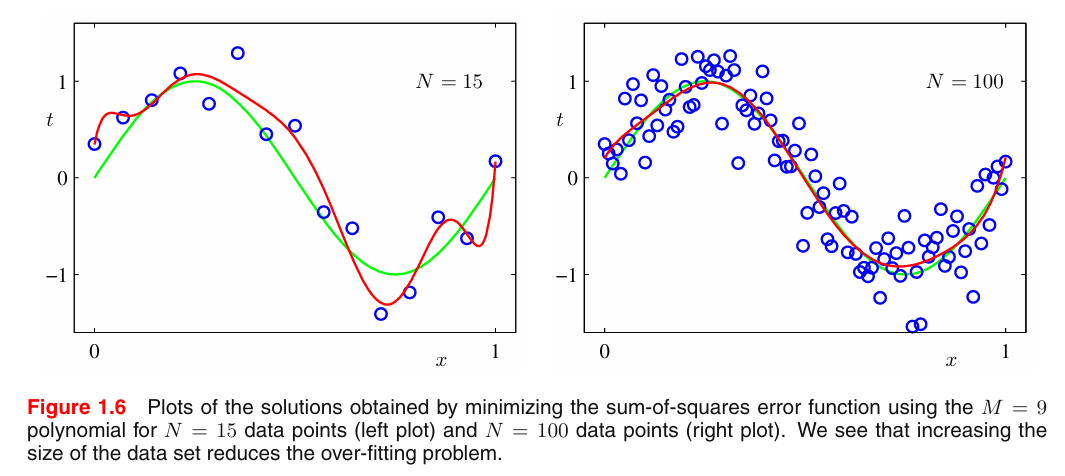 N = 15
1
t
0
−1
0
x
1
N = 100
1
t
0
−1
0
x
1
Figure 1.6 Plots of the solutions obtained by minimizing the sum-of-squares error function using the M = 9
polynomial for N = 15 data points (left plot) and N = 100 data points (right plot). We see that increasing the
size of the data set reduces the over-fitting problem.